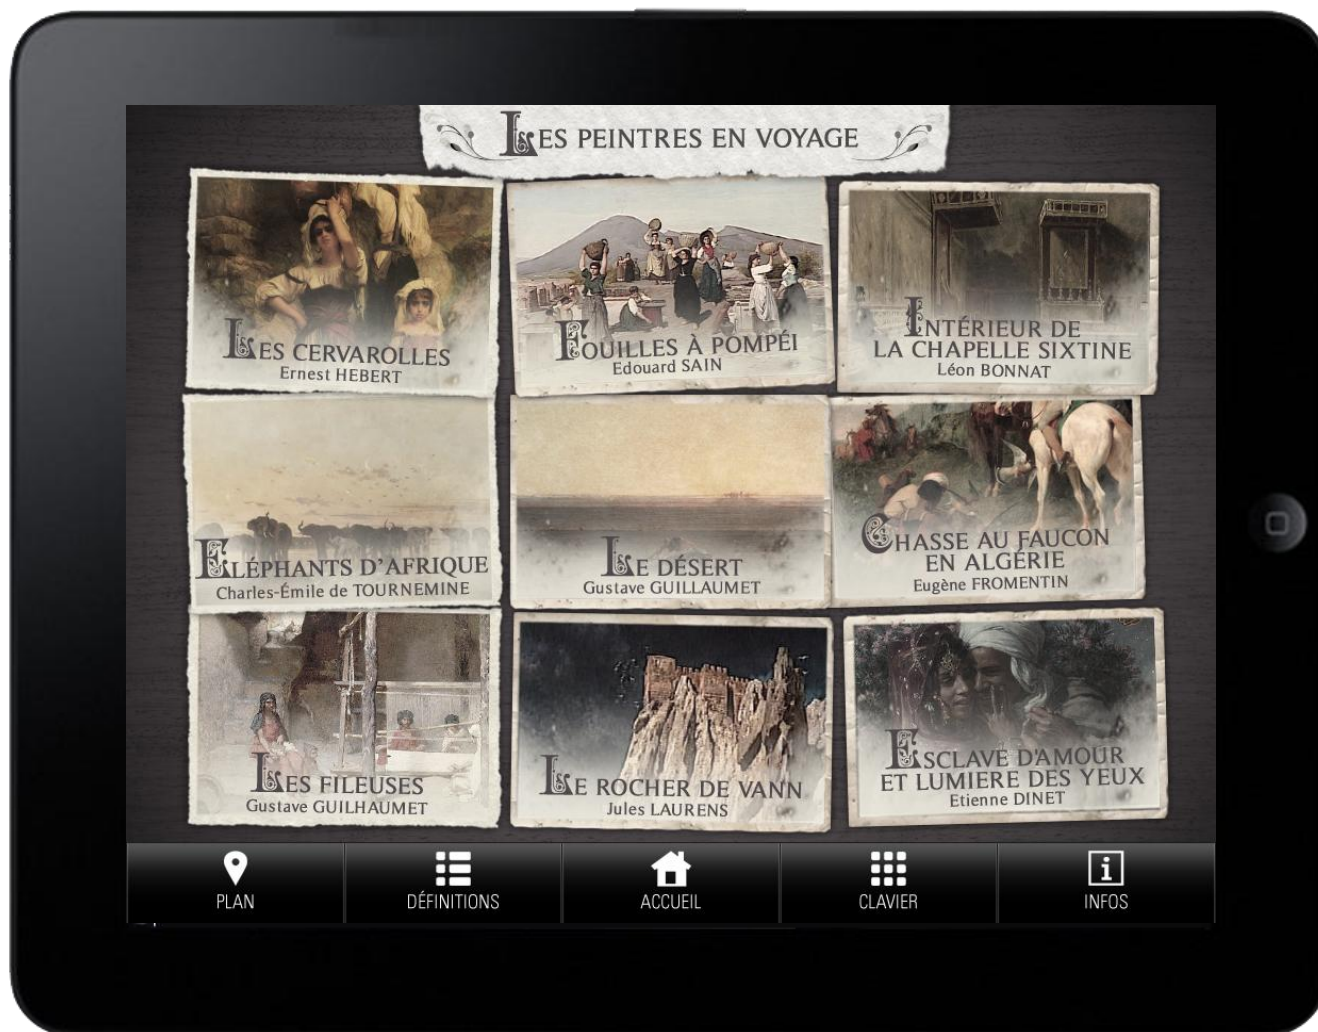 LES PEINTRES EN VOYAGE
LES CERVAROLLES
Ernest HEBERT
FOUILLES À POMPÉI
Edouard SAIN
INTÉRIEUR DE
LA CHAPELLE SIXTINE
Léon BONNAT
ELÉPHANTS D'AFRIQUE
Charles-Émile de TOURNEMINE
LE DÉSERT
Gustave GUILLAUMET
CHASSE AU FAUCON
EN ALGÉRIE
Eugène FROMENTIN
LES FILEUSES
Gustave GUILHAUMET
LE ROCHER DE VANN
Jules LAURENS
ESCLAVE D'AMOUR
ET LUMIERE DES YEUX
Etienne DINET
PLAN
DÉFINITIONS
ACCUEIL
CLAVIER
INFOS